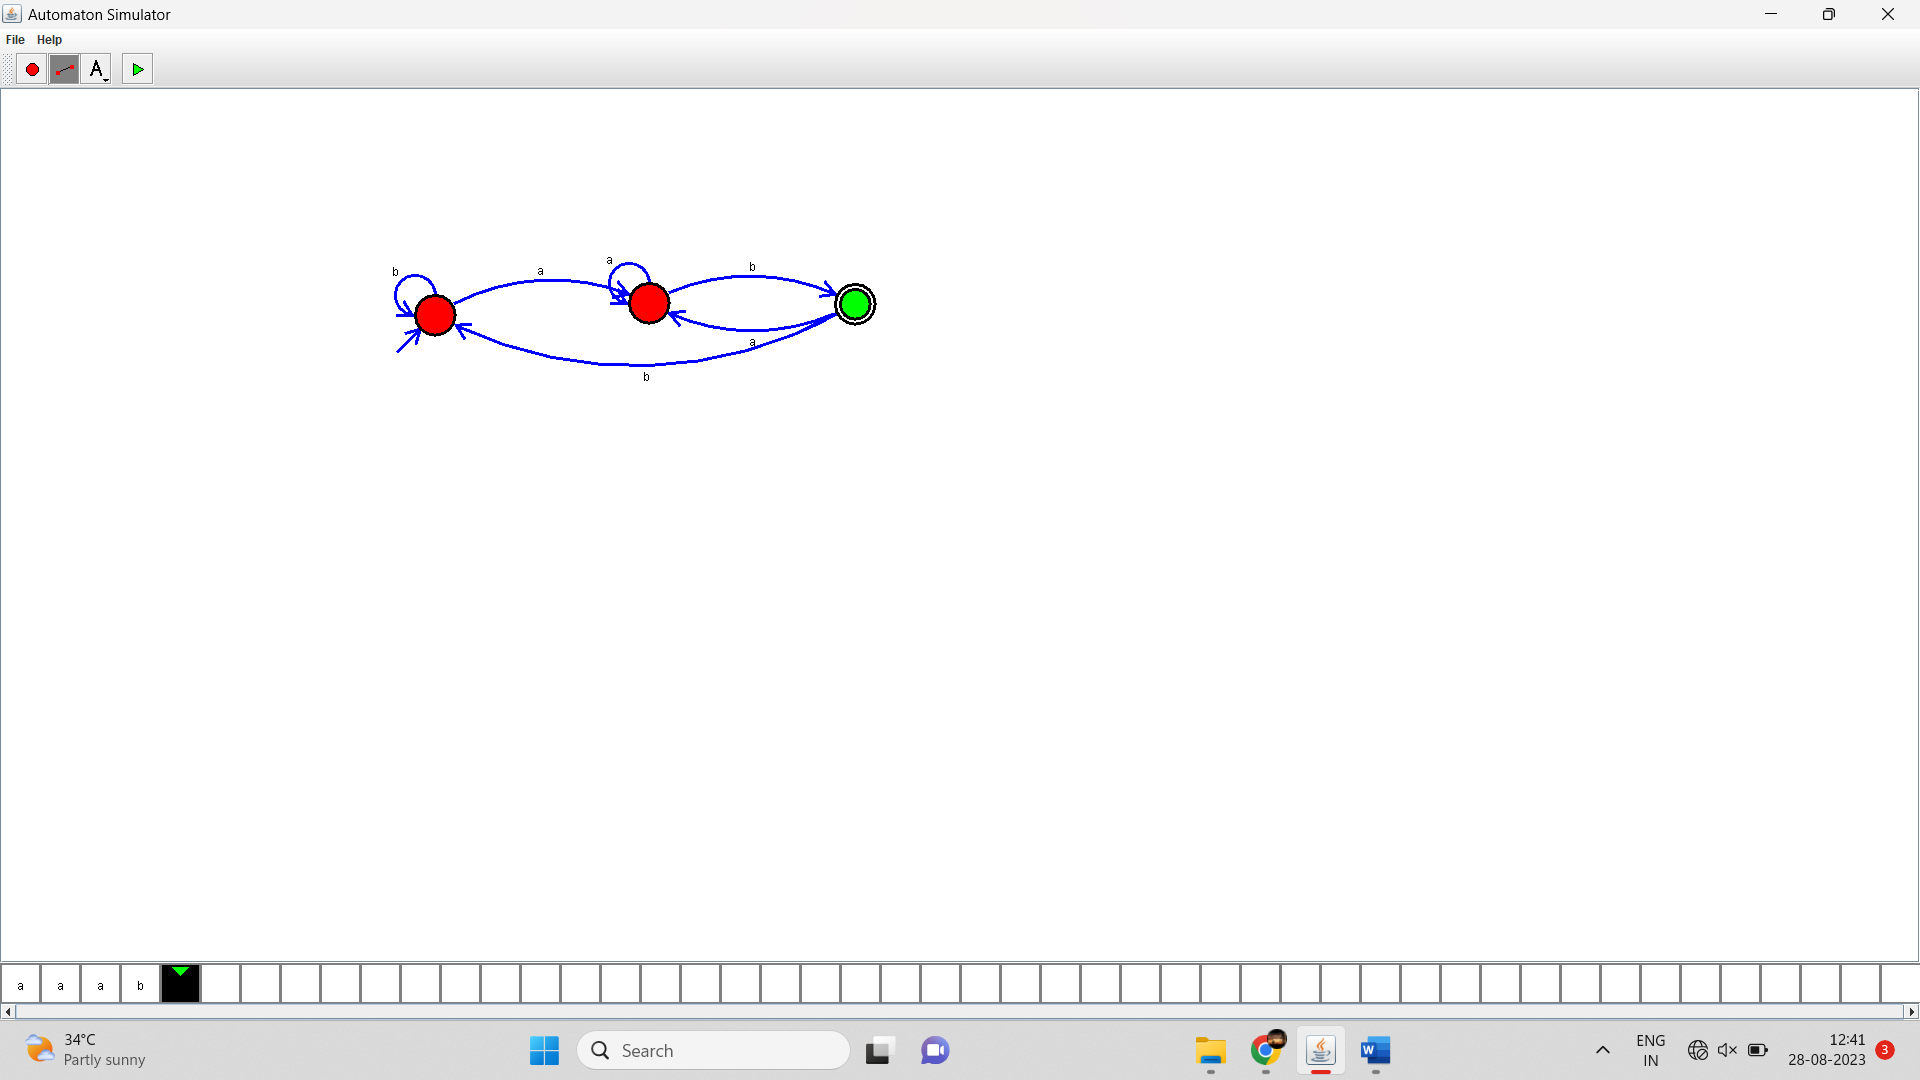 Automaton Simulator
File Help
A
b
a
a
b
a
b
a a a b
34°C
Partly sunny
Search
W
ENG
IN
12:41
28-08-2023
3